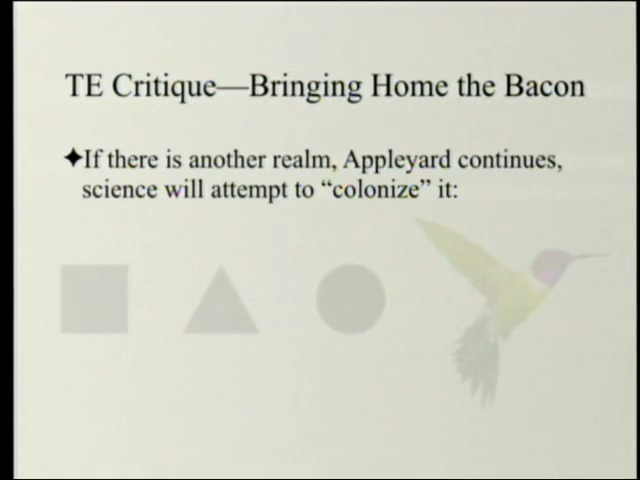 TE Critique—Bringing Home the Bacon
✦If there is another realm, Appleyard continues,
science will attempt to “colonize” it: